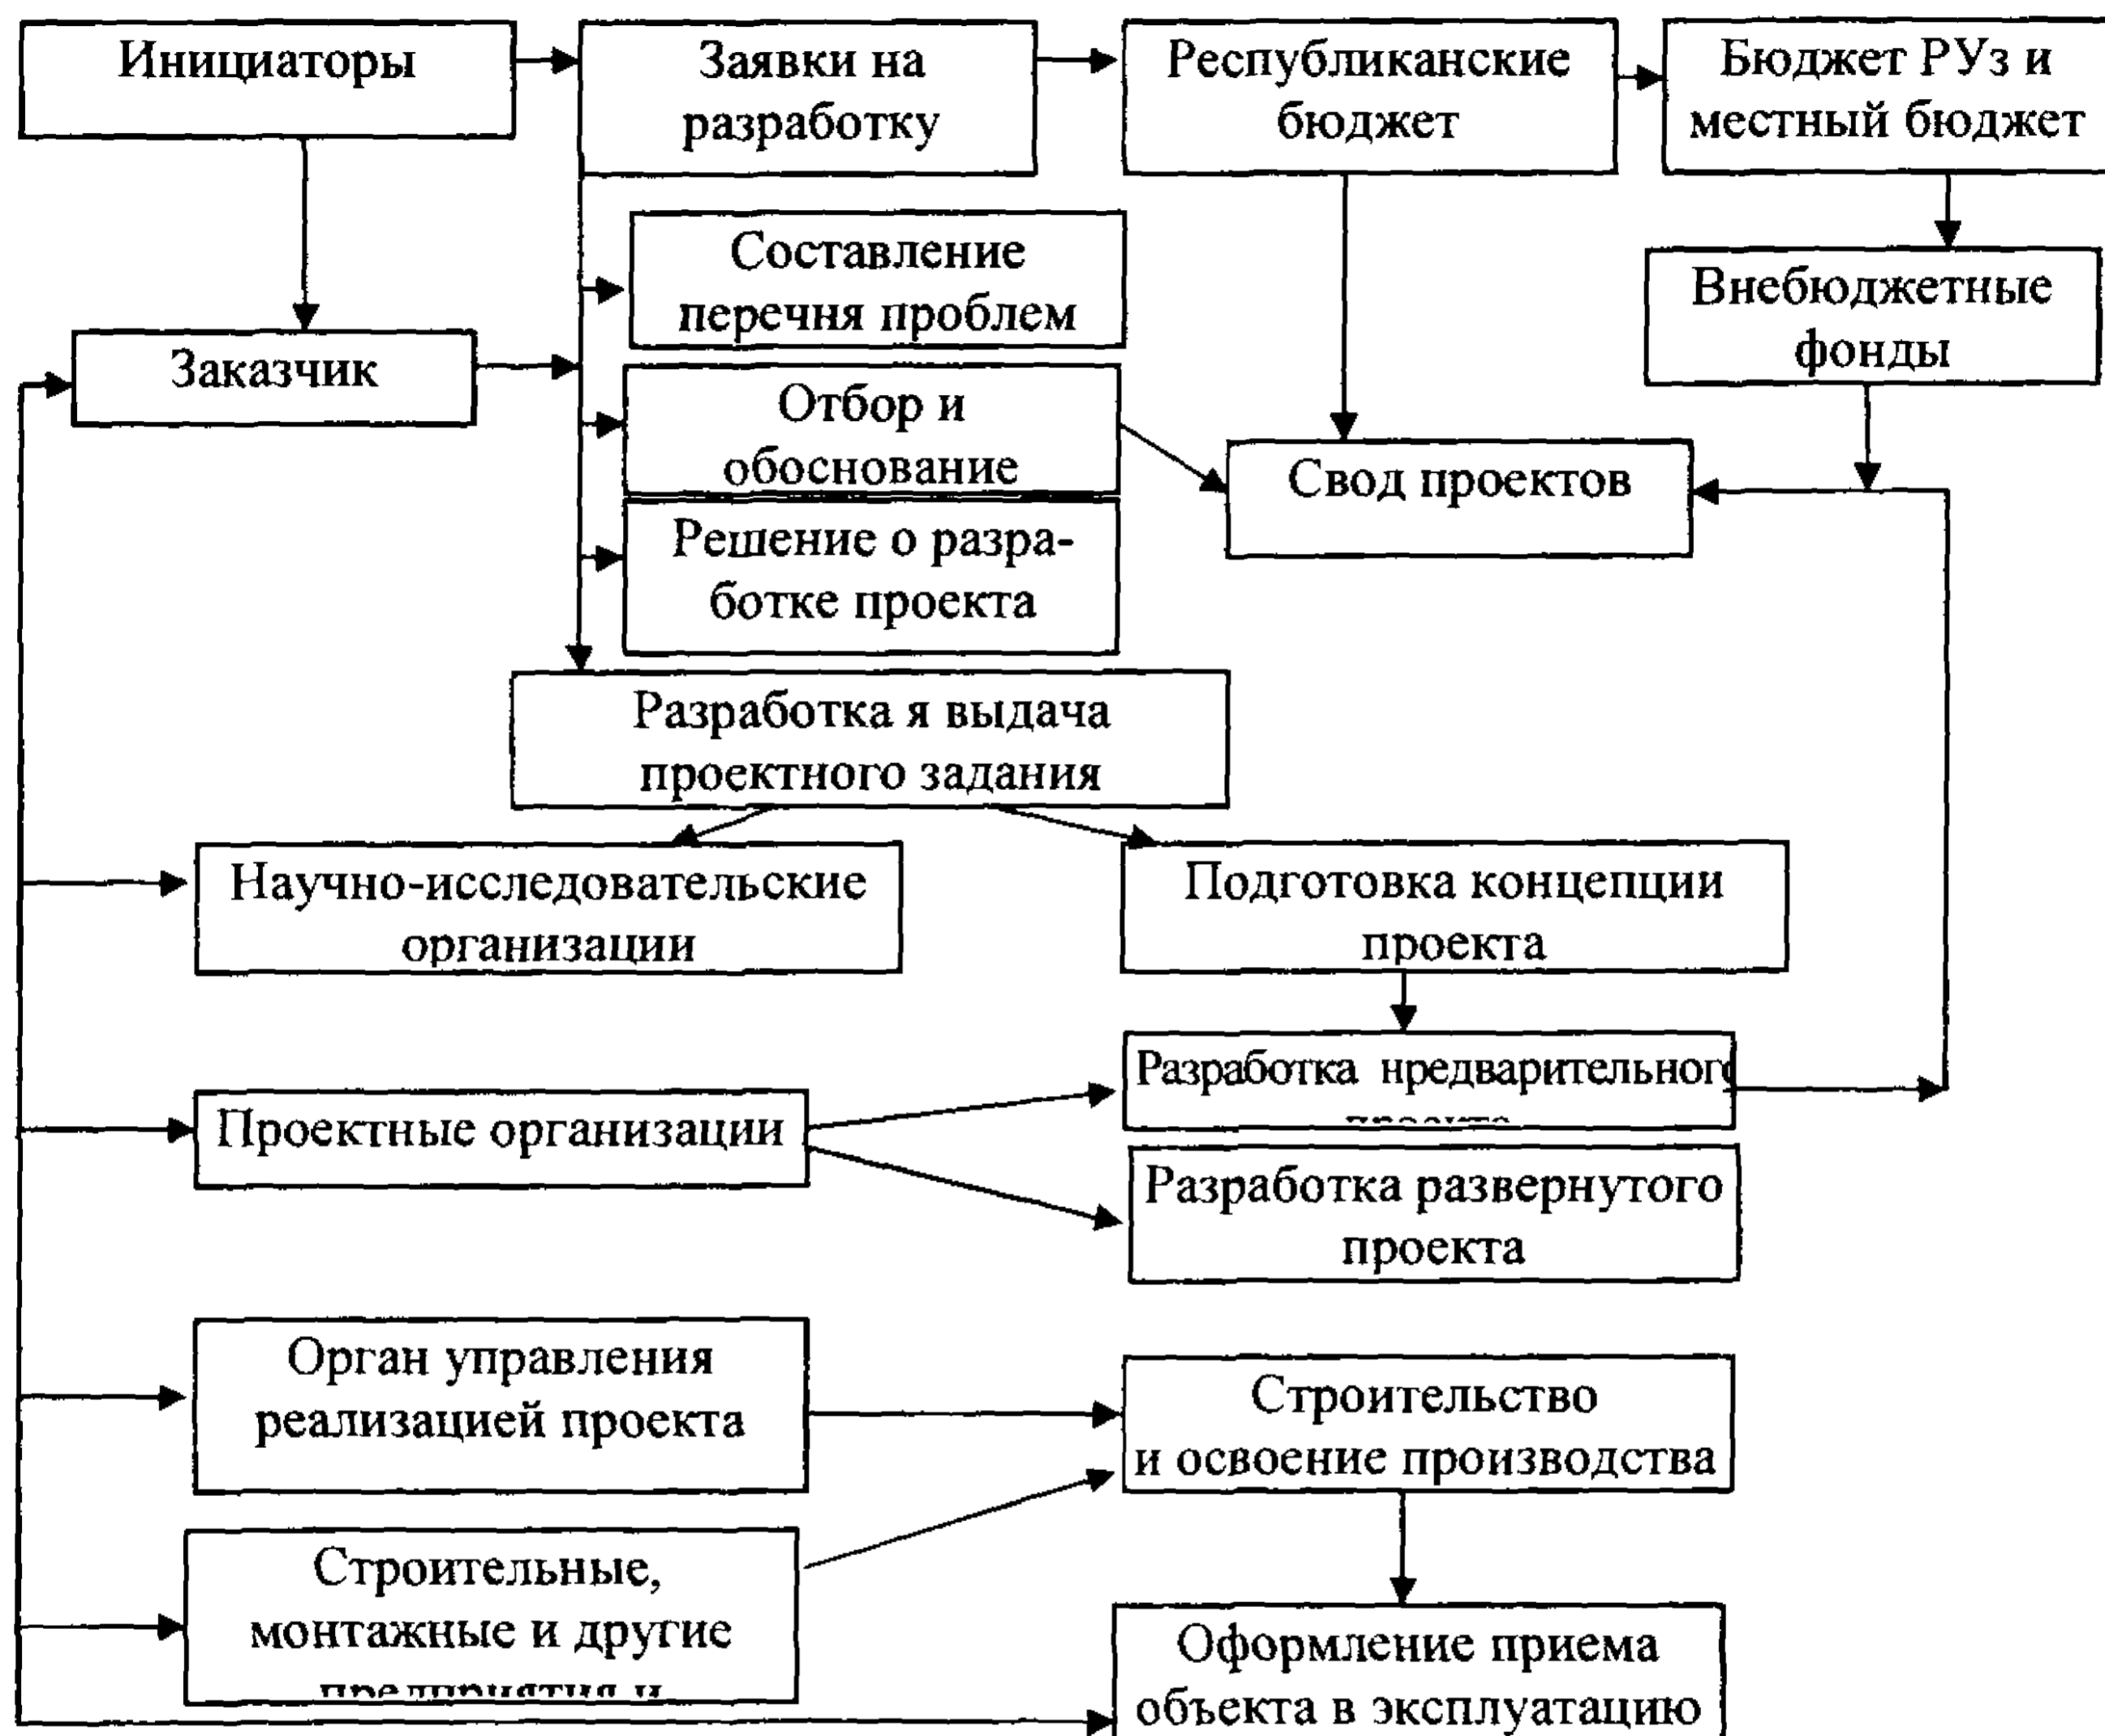 Инициаторы
Заявки на
разработку
Республиканские
бюджет
Бюджет РУз и
местный бюджет
Составление
перечня проблем
Внебюджетные
фонды
Заказчик
Отбор и
обоснование
Свод проектов
Решение о разра-
ботке проекта
Разработка я выдача
проектного задания
Научно-исследовательские
организации
Подготовка концепции
проекта
Разработка нредварительного
Проектные организации
Разработка развернутого
проекта
Орган управления
реализацией проекта
Строительство
и освоение производства
Строительные,
монтажные и другие
предприятия и
Оформление приема
объекта в эксплуатацию